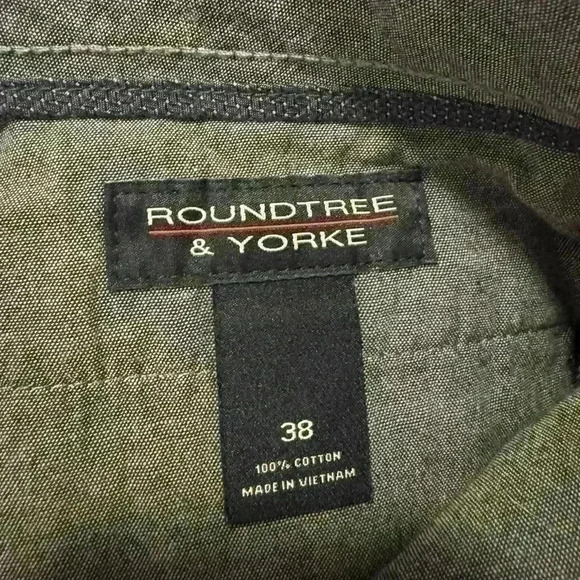 ROUNDTREE
& YORKE
38
100% COTTON
MADE IN VIETNAM